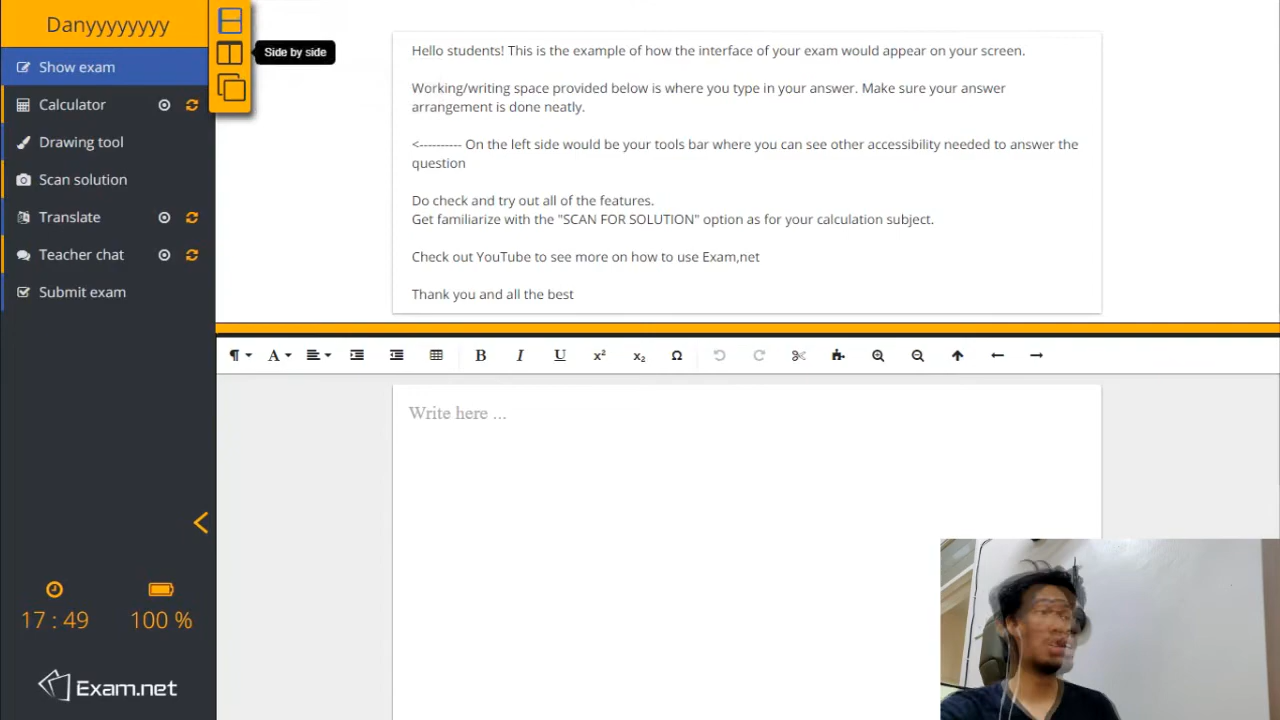 Danyyyyyyyy
Side by side
Show exam
Calculator
Drawing tool
Scan solution
Translate
Teacher chat
Submit exam
17 : 49
100 %
Exam.net
Hello students! This is the example of how the interface of your exam would appear on your screen.
Working/writing space provided below is where you type in your answer. Make sure your answer
arrangement is done neatly.
<---------- On the left side would be your tools bar where you can see other accessibility needed to answer the
question
Do check and try out all of the features.
Get familiarize with the "SCAN FOR SOLUTION" option as for your calculation subject.
Check out YouTube to see more on how to use Exam,net
Thank you and all the best
¶ A B I U x² x₂ Ω
Write here ...